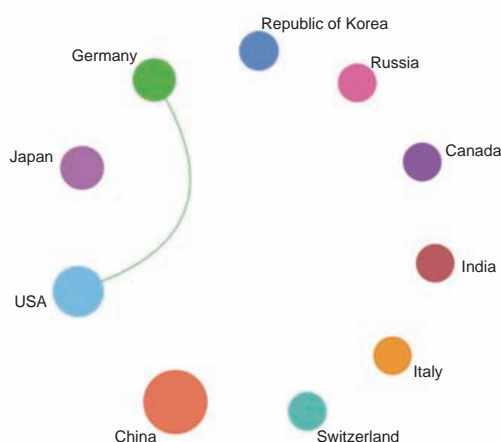 Republic of Korea
Germany
Russia
Japan
Canada
India
USA
Italy
China
Switzerland